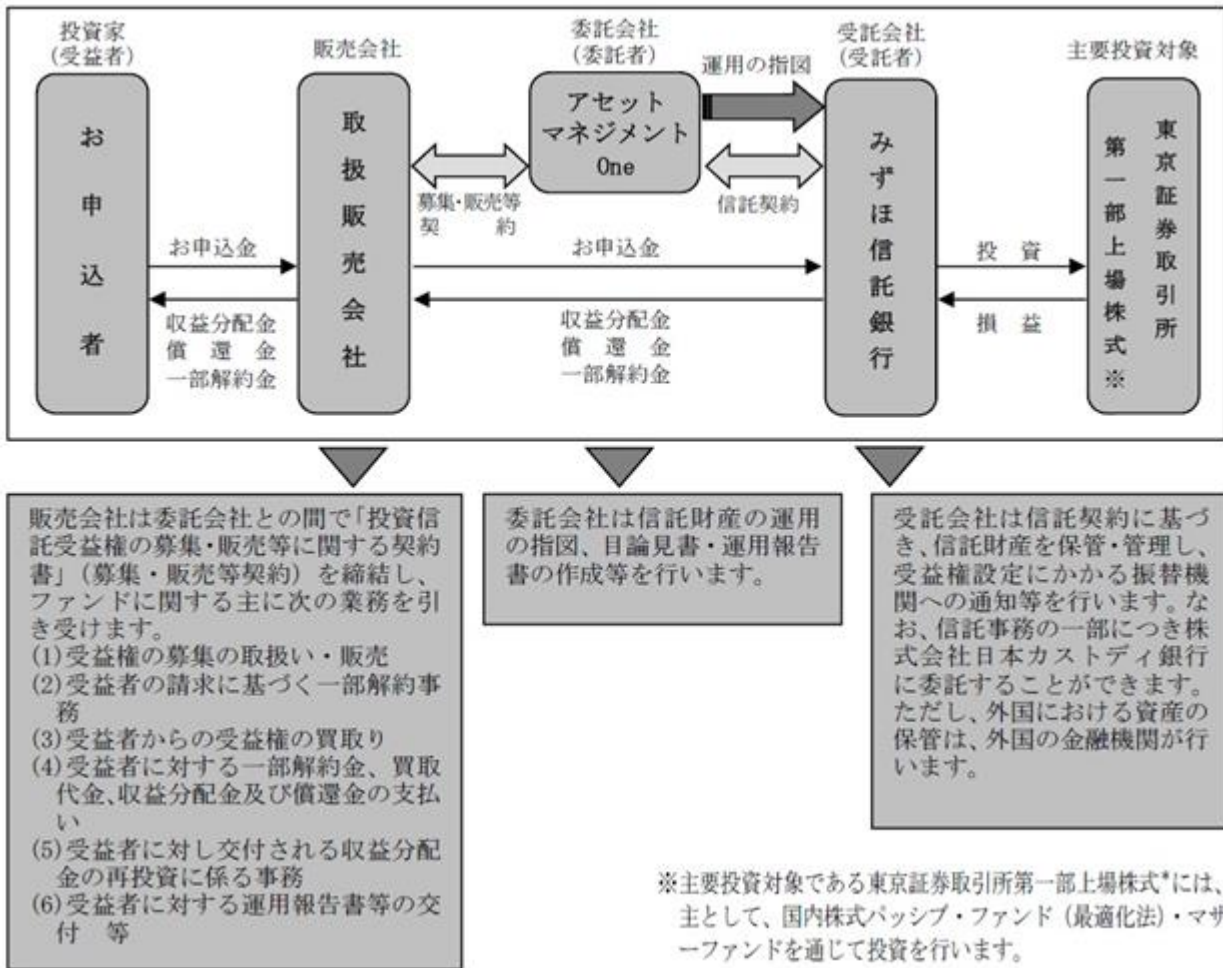 投資家
(受益者)
販売会社
委託会社
(委託者)
受託会社
(受託者)
主要投資対象
お申込者
取扱販売会社
アセット
マネジメント
One
みずほ信託銀行
東京証券取引所
第一部上場株式※
運用の指図
募集・販売等
契 約
信託契約
お申込金
収益分配金
償 還 金
一部解約金
お申込金
収益分配金
償 還 金
一部解約金
投 資
損 益
販売会社は委託会社との間で「投資信
託受益権の募集・販売等に関する契約
書」(募集・販売等契約)を締結し、
ファンドに関する主に次の業務を引
き受けます。
(1)受益権の募集の取扱い・販売
(2)受益者の請求に基づく一部解約事
務
(3)受益者からの受益権の買取り
(4)受益者に対する一部解約金、買取
代金、収益分配金及び償還金の支払
い
(5)受益者に対し交付される収益分配
金の再投資に係る事務
(6)受益者に対する運用報告書等の交
付 等
委託会社は信託財産の運用
の指図、目論見書・運用報告
書の作成等を行います。
受託会社は信託契約に基づ
き、信託財産を保管・管理し、
受益権設定にかかる振替機
関への通知等を行います。な
お、信託事務の一部につき株
式会社日本カストディ銀行
に委託することができます。
ただし、外国における資産の
保管は、外国の金融機関が行
います。
※主要投資対象である東京証券取引所第一部上場株式*には、
主として、国内株式パッシブ・ファンド(最適化法)・マザ
ーファンドを通じて投資を行います。